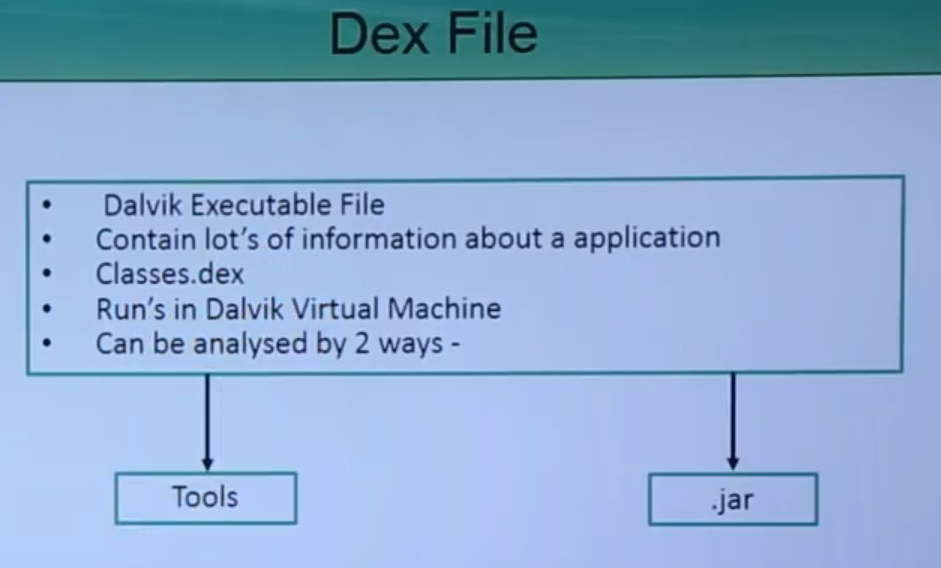 Dex File
• Dalvik Executable File
• Contain lot's of information about a application
• Classes.dex
• Run's in Dalvik Virtual Machine
• Can be analysed by 2 ways -
Tools
.jar